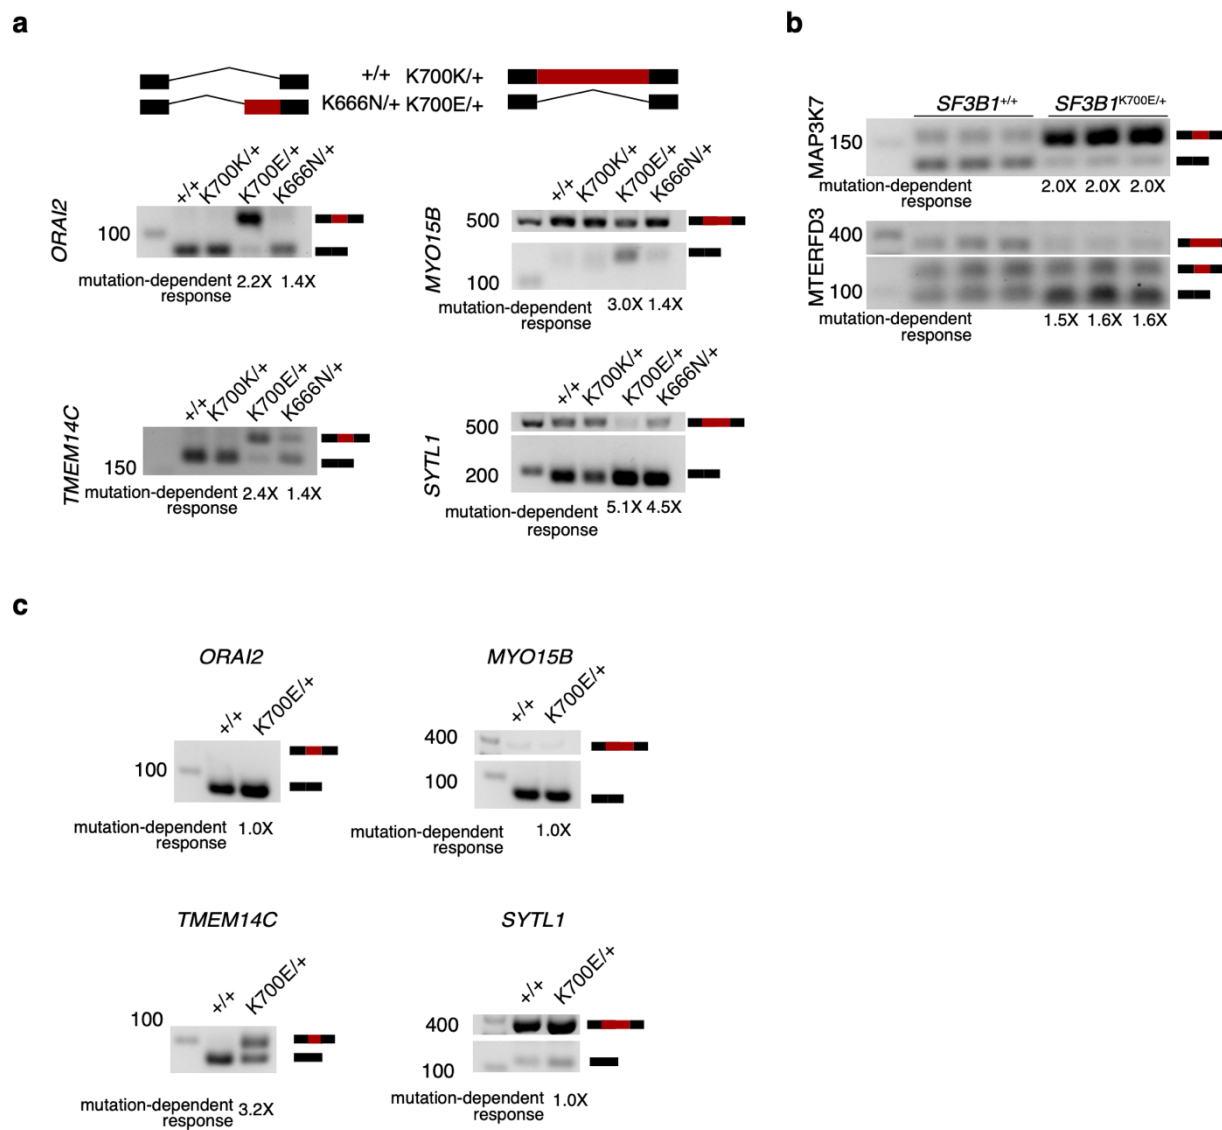 a
+/+ K700K/+
K666N/+ K700E/+
ORAI2
+/+
K700K/+
K700E/+
K666N/+
100
mutation-dependent 2.2X 1.4X
response
MYO15B
+/+
K700K/+
K700E/+
K666N/+
500
100
mutation-dependent 3.0X 1.4X
response
TMEM14C
+/+
K700K/+
K700E/+
K666N/+
150
mutation-dependent 2.4X 1.4X
response
SYTL1
+/+
K700K/+
K700E/+
K666N/+
500
200
mutation-dependent 5.1X 4.5X
response
b
SF3B1+/+ SF3B1K700E/+
MAP3K7
150
mutation-dependent 2.0X 2.0X 2.0X
response
MTERFD3
400
100
mutation-dependent 1.5X 1.6X 1.6X
response
c
ORAI2
+/+
K700E/+
100
mutation-dependent 1.0X
response
MYO15B
+/+
K700E/+
400
100
mutation-dependent 1.0X
response
TMEM14C
+/+
K700E/+
100
mutation-dependent 3.2X
response
SYTL1
+/+
K700E/+
400
100
mutation-dependent 1.0X
response